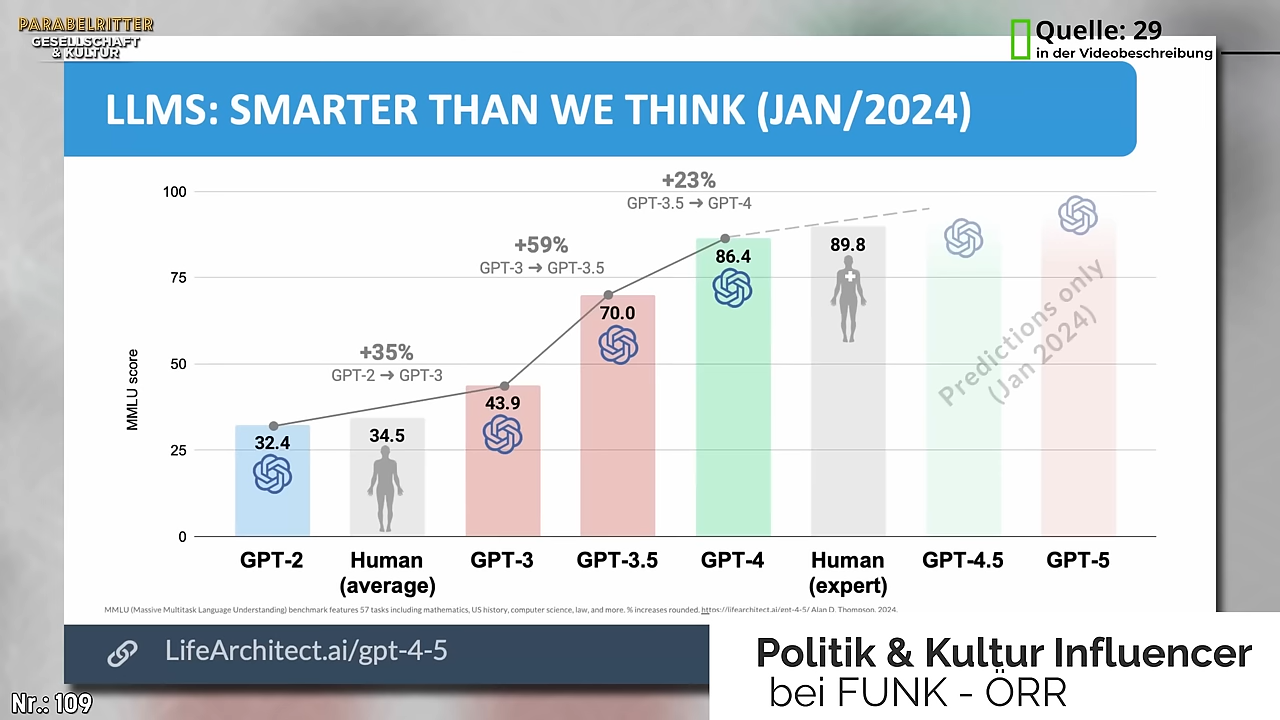 PARABELRITTER
GESELLSCHAFT
& KULTUR
Quelle: 29
in der Videobeschreibung
LLMS: SMARTER THAN WE THINK (JAN/2024)
+23%
GPT-3.5 → GPT-4
+59%
GPT-3 → GPT-3.5
+35%
GPT-2 → GPT-3
MMLU score
100
75
50
25
0
32.4
34.5
43.9
70.0
86.4
89.8
Predictions only
(Jan 2024)
GPT-2
Human
(average)
GPT-3
GPT-3.5
GPT-4
Human
(expert)
GPT-4.5
GPT-5
MMLU (Massive Multitask Language Understanding) benchmark features 57 tasks including mathematics, US history, computer science, law, and more. % increases rounded. https://lifearchitect.ai/gpt-4-5/ Alan D. Thompson. 2024.
LifeArchitect.ai/gpt-4-5
Politik & Kultur Influencer
bei FUNK - ÖRR
Nr.: 109